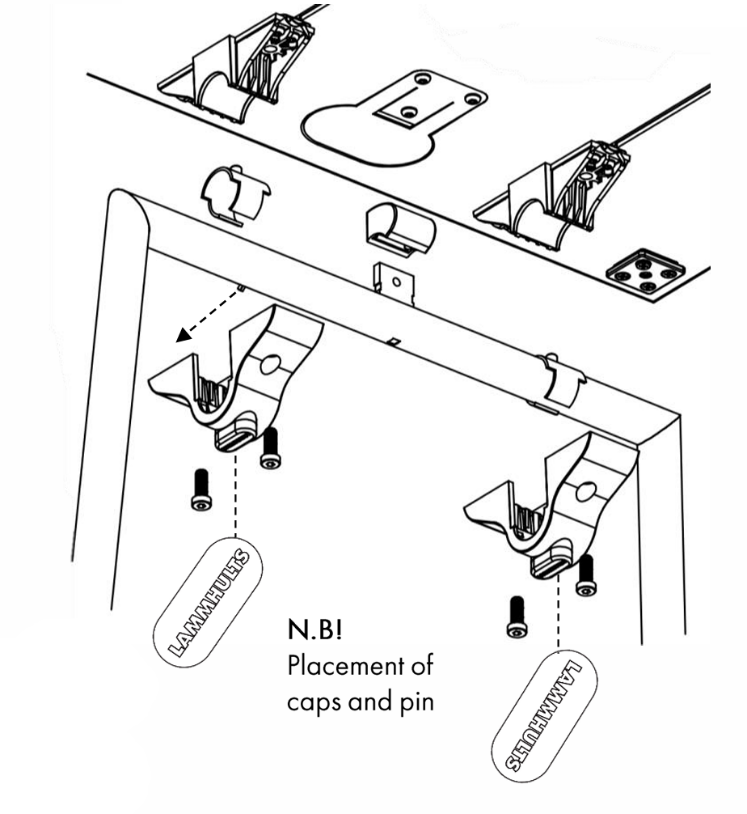 LAMMHULTS
N.B!
Placement of
caps and pin
LAMMHULTS